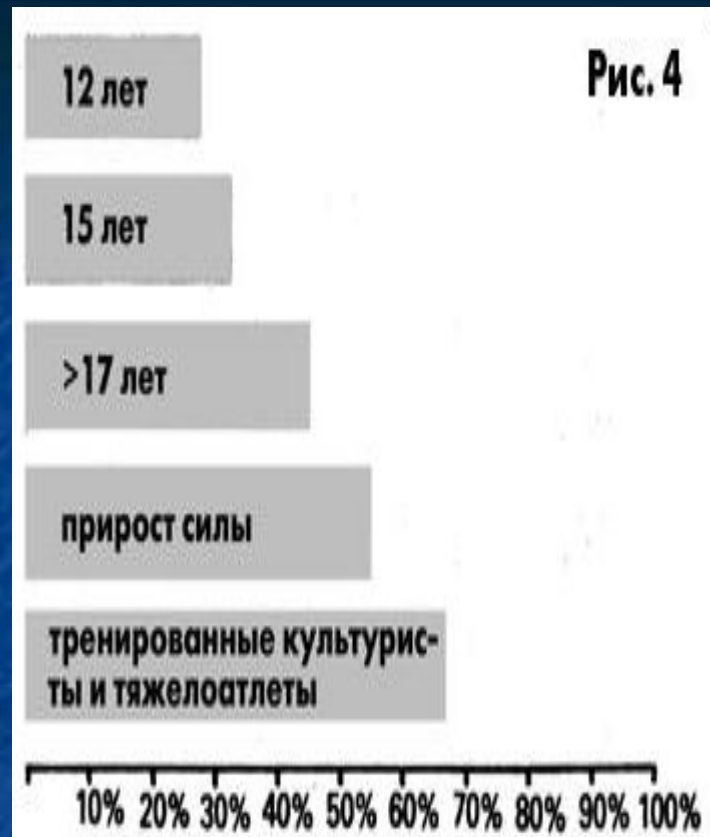 Рис. 4
12 лет
15 лет
>17 лет
прирост силы
тренированные культурис-
ты и тяжелоатлеты
10% 20% 30% 40% 50% 60% 70% 80% 90% 100%